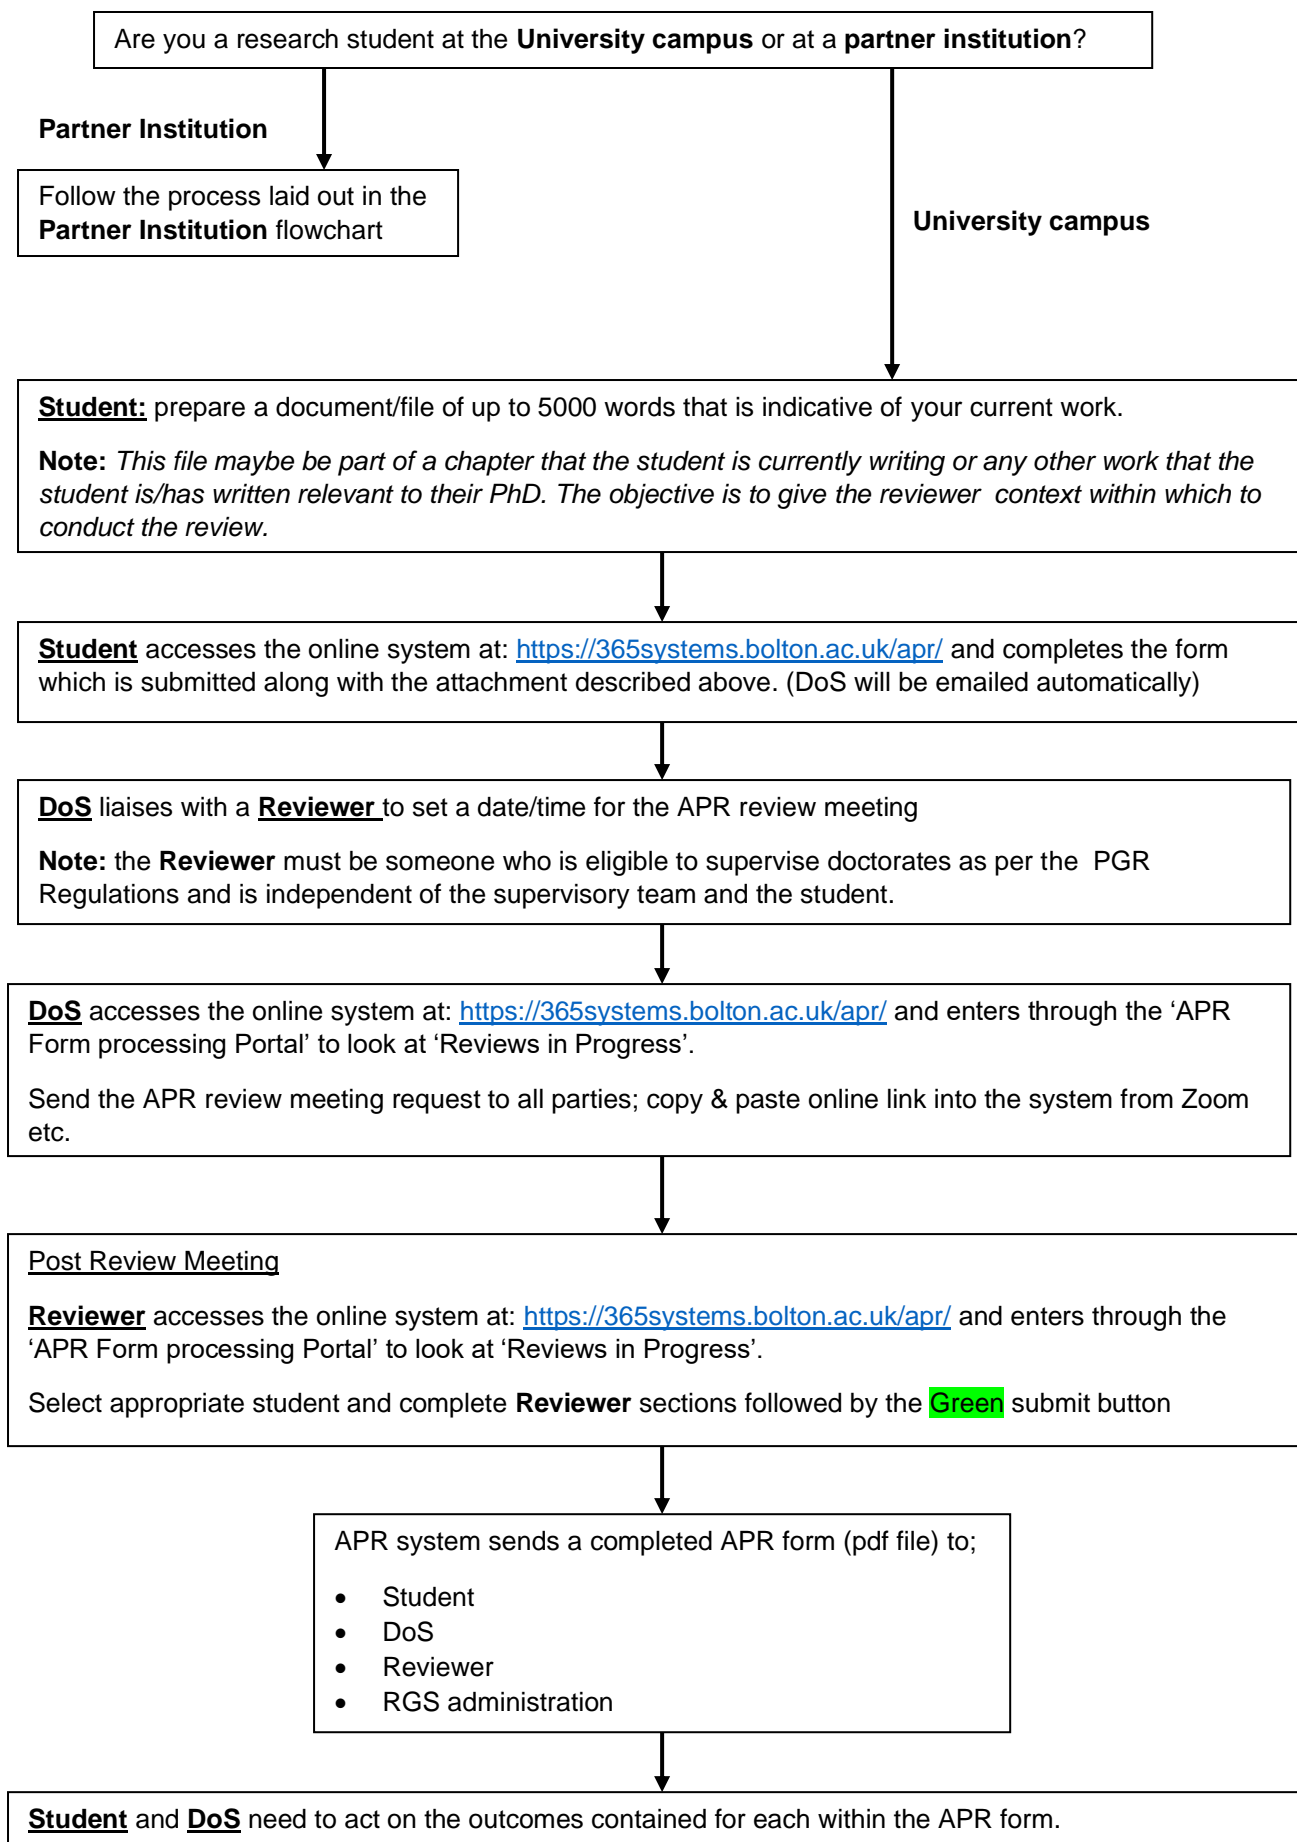 Are you a research student at the University campus or at a partner institution?
Partner Institution
Follow the process laid out in the
Partner Institution flowchart
University campus
Student: prepare a document/file of up to 5000 words that is indicative of your current work.
Note: This file maybe be part of a chapter that the student is currently writing or any other work that the
student is/has written relevant to their PhD. The objective is to give the reviewer context within which to
conduct the review.
Student accesses the online system at: https://365systems.bolton.ac.uk/apr/ and completes the form
which is submitted along with the attachment described above. (DoS will be emailed automatically)
DoS liaises with a Reviewer to set a date/time for the APR review meeting
Note: the Reviewer must be someone who is eligible to supervise doctorates as per the PGR
Regulations and is independent of the supervisory team and the student.
DoS accesses the online system at: https://365systems.bolton.ac.uk/apr/ and enters through the ‘APR
Form processing Portal’ to look at ‘Reviews in Progress’.
Send the APR review meeting request to all parties; copy & paste online link into the system from Zoom
etc.
Post Review Meeting
Reviewer accesses the online system at: https://365systems.bolton.ac.uk/apr/ and enters through the
‘APR Form processing Portal’ to look at ‘Reviews in Progress’.
Select appropriate student and complete Reviewer sections followed by the Green submit button
APR system sends a completed APR form (pdf file) to;
• Student
• DoS
• Reviewer
• RGS administration
Student and DoS need to act on the outcomes contained for each within the APR form.